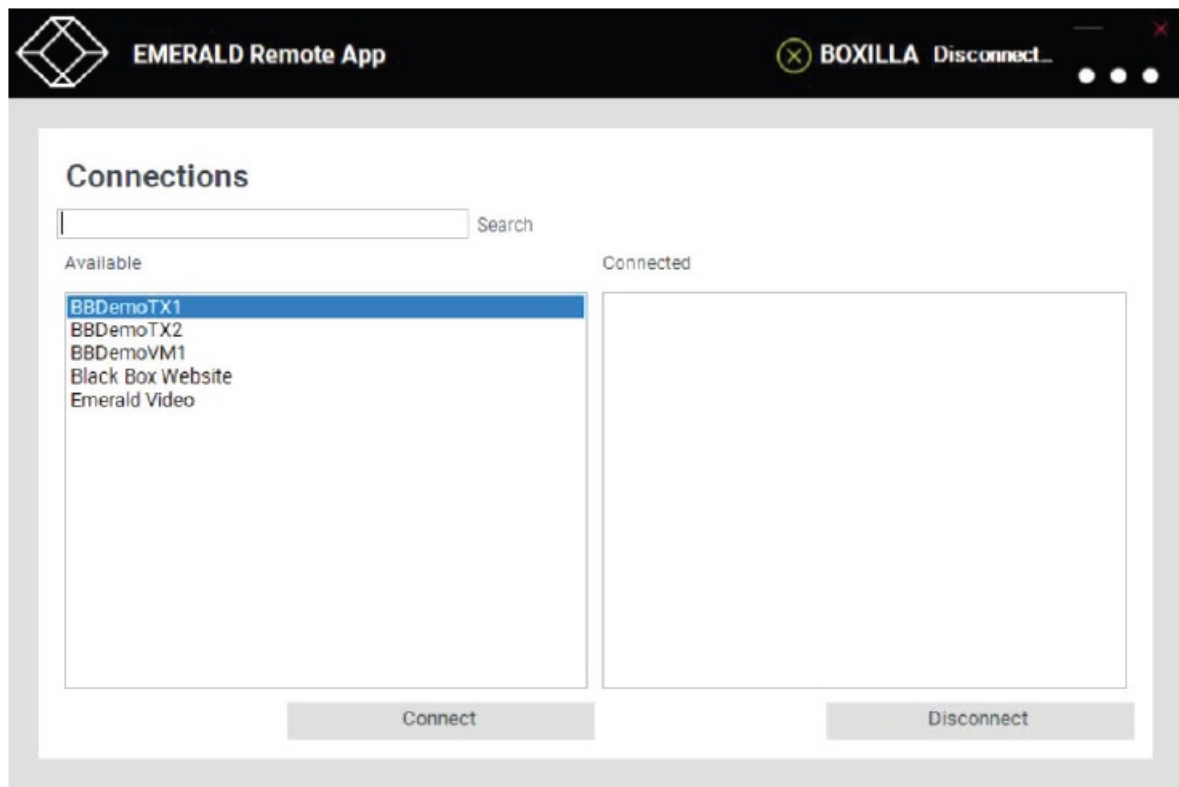 EMERALD Remote App
BOXILLA Disconnect...
Connections
Search
Available
Connected
BBDemoTX1
BBDemoTX2
BBDemoVM1
Black Box Website
Emerald Video
Connect
Disconnect